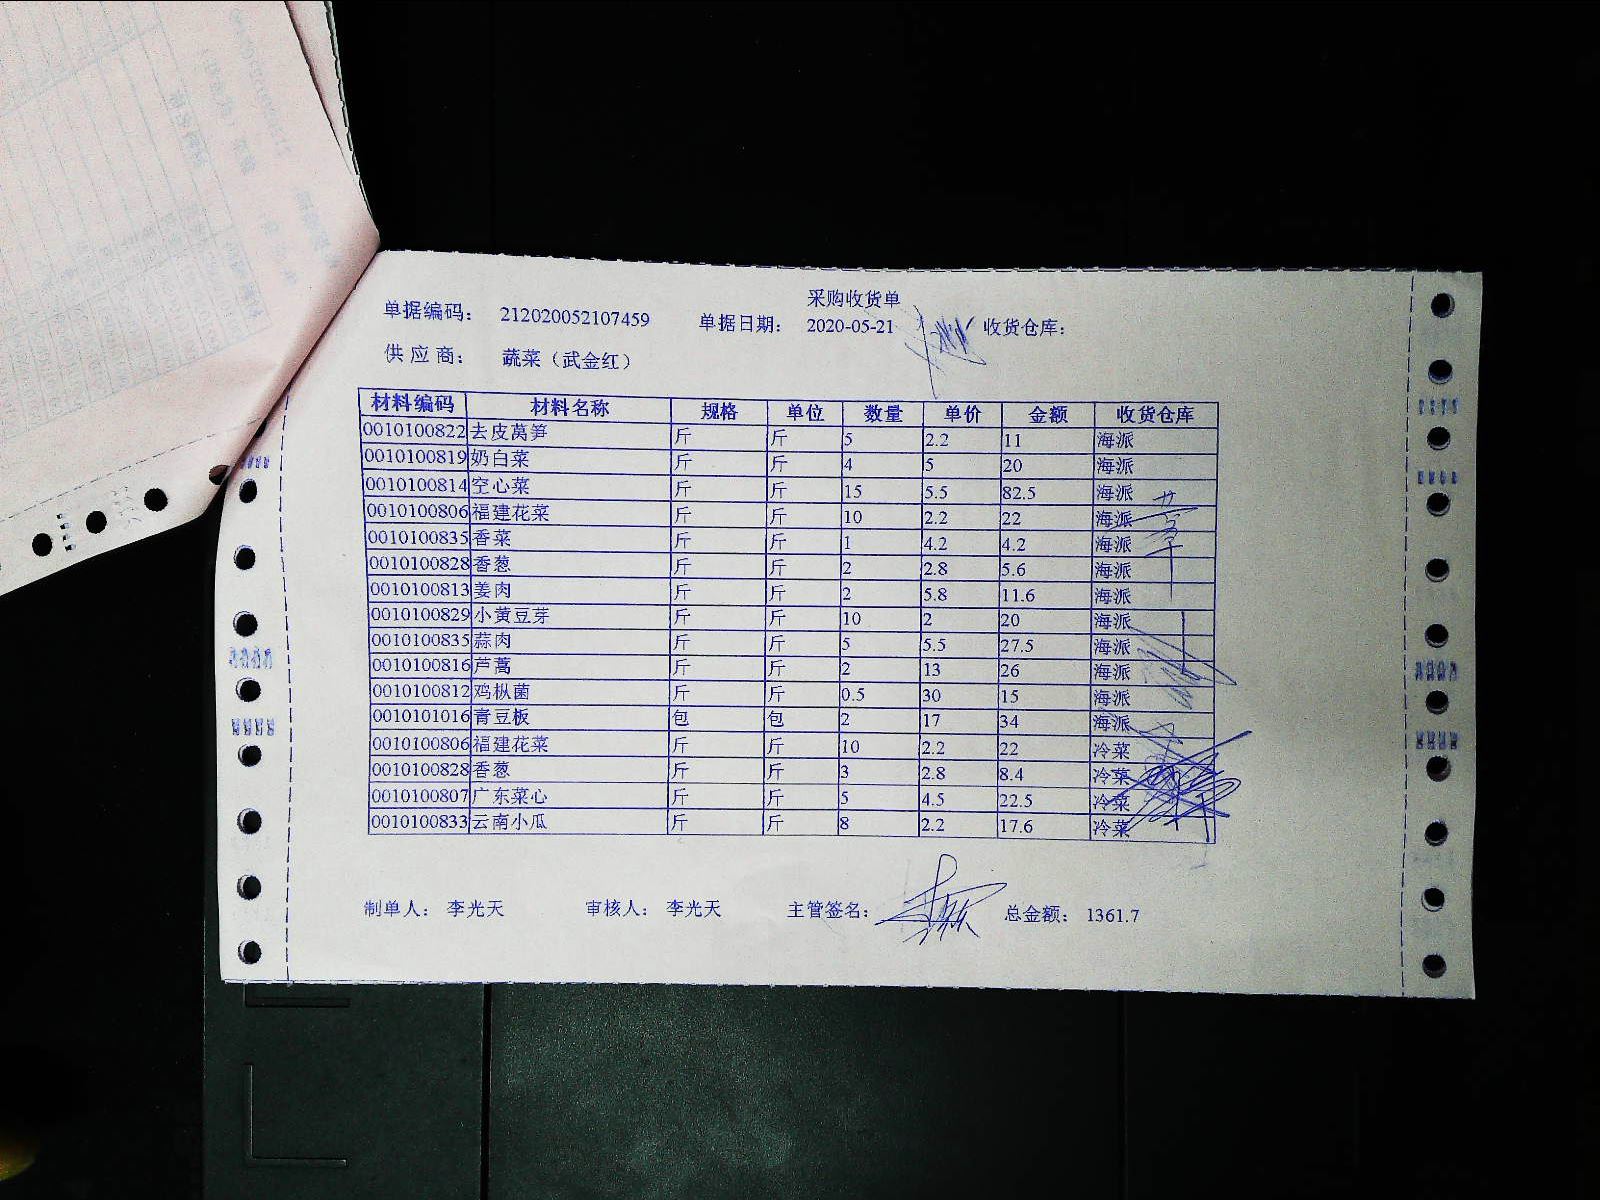 采购收货单
单据编码： 212020052107459 单据日期： 2020-05-21 收货仓库：
供 应 商： 蔬菜（武金红）
材料编码 材料名称 规格 单位 数量 单价 金额 收货仓库
0010100822 去皮莴笋 斤 斤 5 2.2 11 海派
0010100819 奶白菜 斤 斤 4 5 20 海派
0010100814 空心菜 斤 斤 15 5.5 82.5 海派
0010100806 福建花菜 斤 斤 10 2.2 22 海派
0010100835 香菜 斤 斤 1 4.2 4.2 海派
0010100828 香葱 斤 斤 2 2.8 5.6 海派
0010100813 姜肉 斤 斤 2 5.8 11.6 海派
0010100829 小黄豆芽 斤 斤 10 2 20 海派
0010100835 蒜肉 斤 斤 5 5.5 27.5 海派
0010100816 芦蒿 斤 斤 2 13 26 海派
0010100812 鸡枞菌 斤 斤 0.5 30 15 海派
0010101016 青豆板 包 包 2 17 34 海派
0010100806 福建花菜 斤 斤 10 2.2 22 冷菜
0010100828 香葱 斤 斤 3 2.8 8.4 冷菜
0010100807 广东菜心 斤 斤 5 4.5 22.5 冷菜
0010100833 云南小瓜 斤 斤 8 2.2 17.6 冷菜
制单人： 李光天 审核人： 李光天 主管签名： 总金额： 1361.7